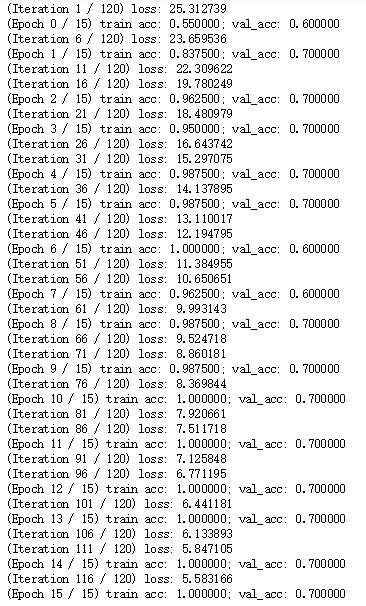 (Iteration 1 / 120) loss: 25.312739
(Epoch 0 / 15) train acc: 0.550000; val_acc: 0.600000
(Iteration 6 / 120) loss: 23.659536
(Epoch 1 / 15) train acc: 0.837500; val_acc: 0.700000
(Iteration 11 / 120) loss: 22.309622
(Iteration 16 / 120) loss: 19.780249
(Epoch 2 / 15) train acc: 0.962500; val_acc: 0.700000
(Iteration 21 / 120) loss: 18.480979
(Epoch 3 / 15) train acc: 0.950000; val_acc: 0.700000
(Iteration 26 / 120) loss: 16.643742
(Iteration 31 / 120) loss: 15.297075
(Epoch 4 / 15) train acc: 0.987500; val_acc: 0.700000
(Iteration 36 / 120) loss: 14.137895
(Epoch 5 / 15) train acc: 0.987500; val_acc: 0.700000
(Iteration 41 / 120) loss: 13.110017
(Iteration 46 / 120) loss: 12.194795
(Epoch 6 / 15) train acc: 1.000000; val_acc: 0.600000
(Iteration 51 / 120) loss: 11.384955
(Iteration 56 / 120) loss: 10.650651
(Epoch 7 / 15) train acc: 0.962500; val_acc: 0.600000
(Iteration 61 / 120) loss: 9.993143
(Epoch 8 / 15) train acc: 0.987500; val_acc: 0.700000
(Iteration 66 / 120) loss: 9.524718
(Iteration 71 / 120) loss: 8.860181
(Epoch 9 / 15) train acc: 0.987500; val_acc: 0.700000
(Iteration 76 / 120) loss: 8.369844
(Epoch 10 / 15) train acc: 1.000000; val_acc: 0.700000
(Iteration 81 / 120) loss: 7.920661
(Iteration 86 / 120) loss: 7.511718
(Epoch 11 / 15) train acc: 1.000000; val_acc: 0.700000
(Iteration 91 / 120) loss: 7.125848
(Iteration 96 / 120) loss: 6.771195
(Epoch 12 / 15) train acc: 1.000000; val_acc: 0.700000
(Iteration 101 / 120) loss: 6.441181
(Epoch 13 / 15) train acc: 1.000000; val_acc: 0.700000
(Iteration 106 / 120) loss: 6.133893
(Iteration 111 / 120) loss: 5.847105
(Epoch 14 / 15) train acc: 1.000000; val_acc: 0.700000
(Iteration 116 / 120) loss: 5.583166
(Epoch 15 / 15) train acc: 1.000000; val_acc: 0.700000